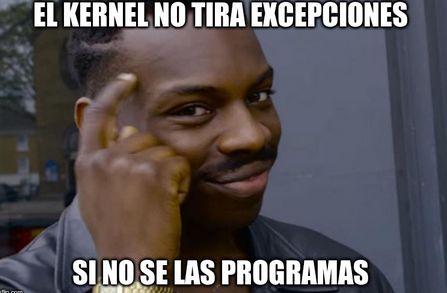 EL KERNEL NO TIRA EXCEPCIONES
SI NO SE LAS PROGRAMAS